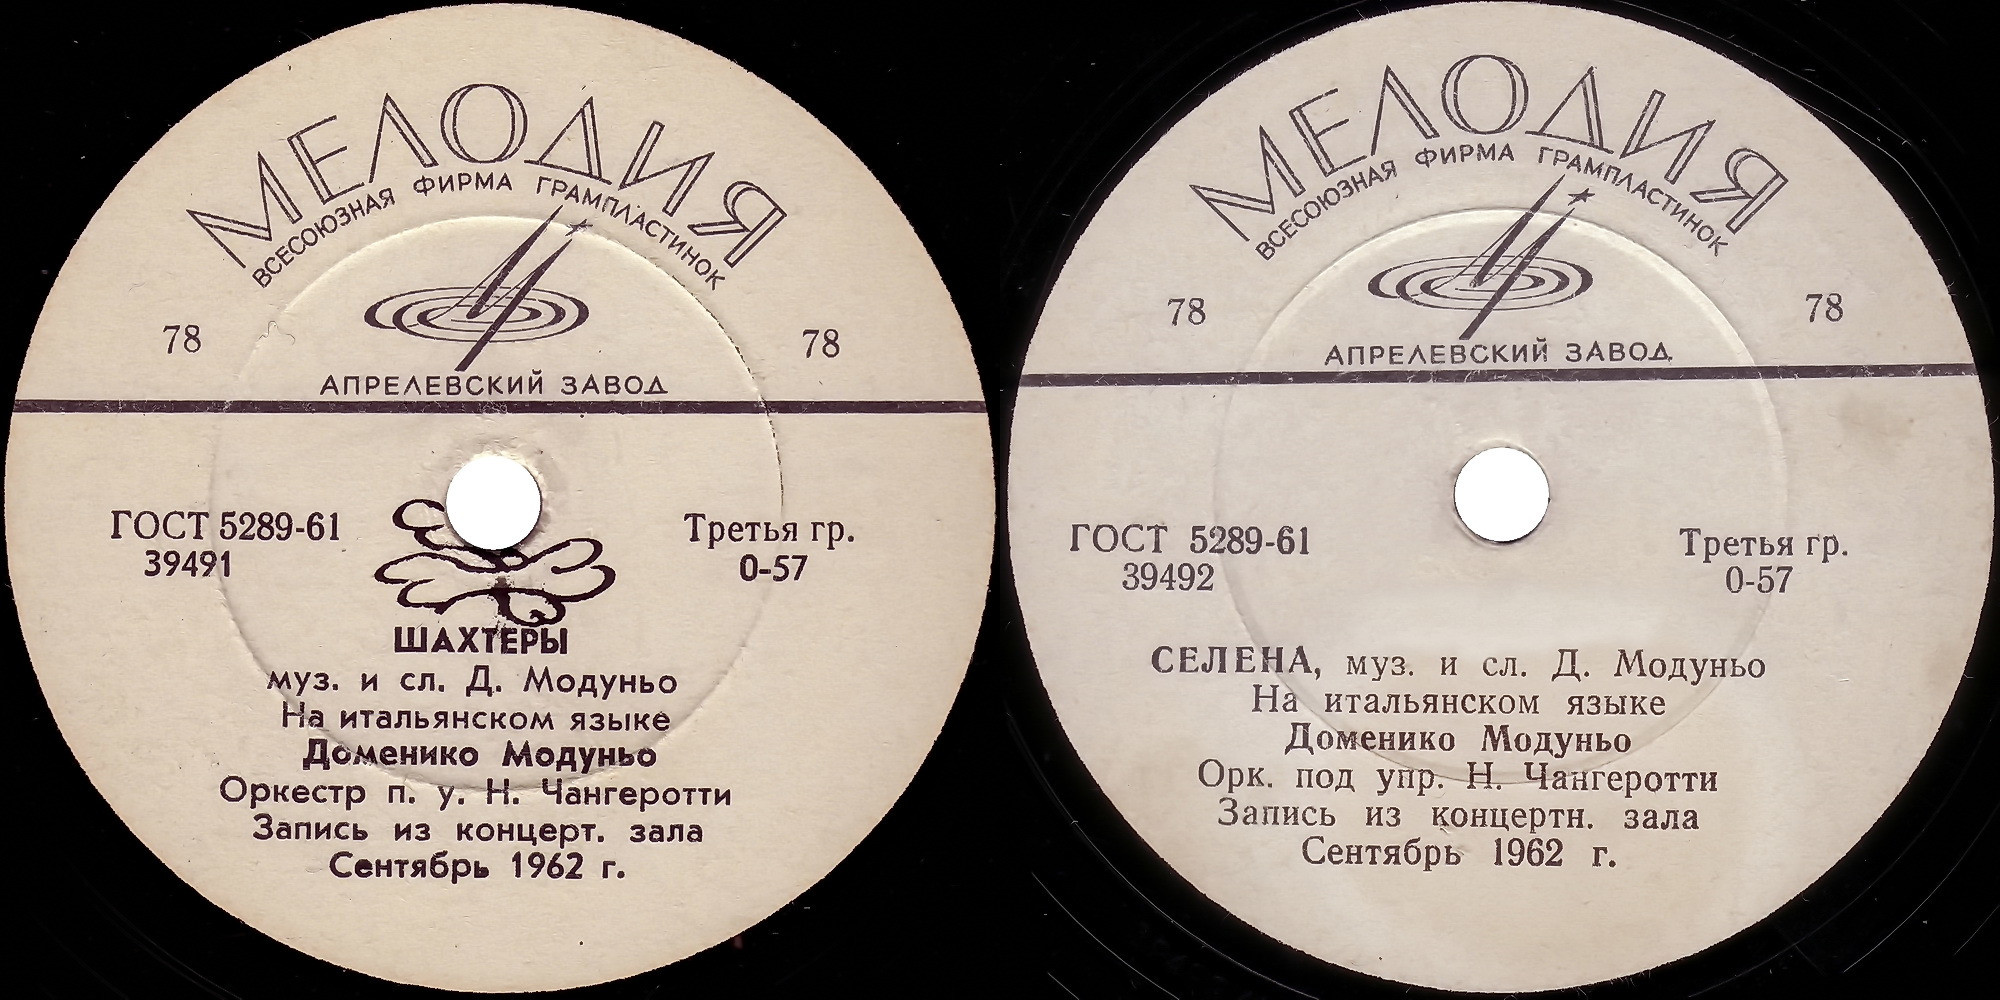 МЕЛОДИЯ
ВСЕСОЮЗНАЯ ФИРМА ГРАМПЛАСТИНОК
78 78
АПРЕЛЕВСКИЙ ЗАВОД
ГОСТ 5289-61 Третья гр.
39491 0-57
ШАХТЕРЫ
муз. и сл. Д. Модуньо
На итальянском языке
Доменико Модуньо
Оркестр п. у. Н. Чангеротти
Запись из концерт. зала
Сентябрь 1962 г.
МЕЛОДИЯ
ВСЕСОЮЗНАЯ ФИРМА ГРАМПЛАСТИНОК
78 78
АПРЕЛЕВСКИЙ ЗАВОД
ГОСТ 5289-61 Третья гр.
39492 0-57
СЕЛЕНА, муз. и сл. Д. Модуньо
На итальянском языке
Доменико Модуньо
Орк. под упр. Н. Чангеротти
Запись из концертн. зала
Сентябрь 1962 г.